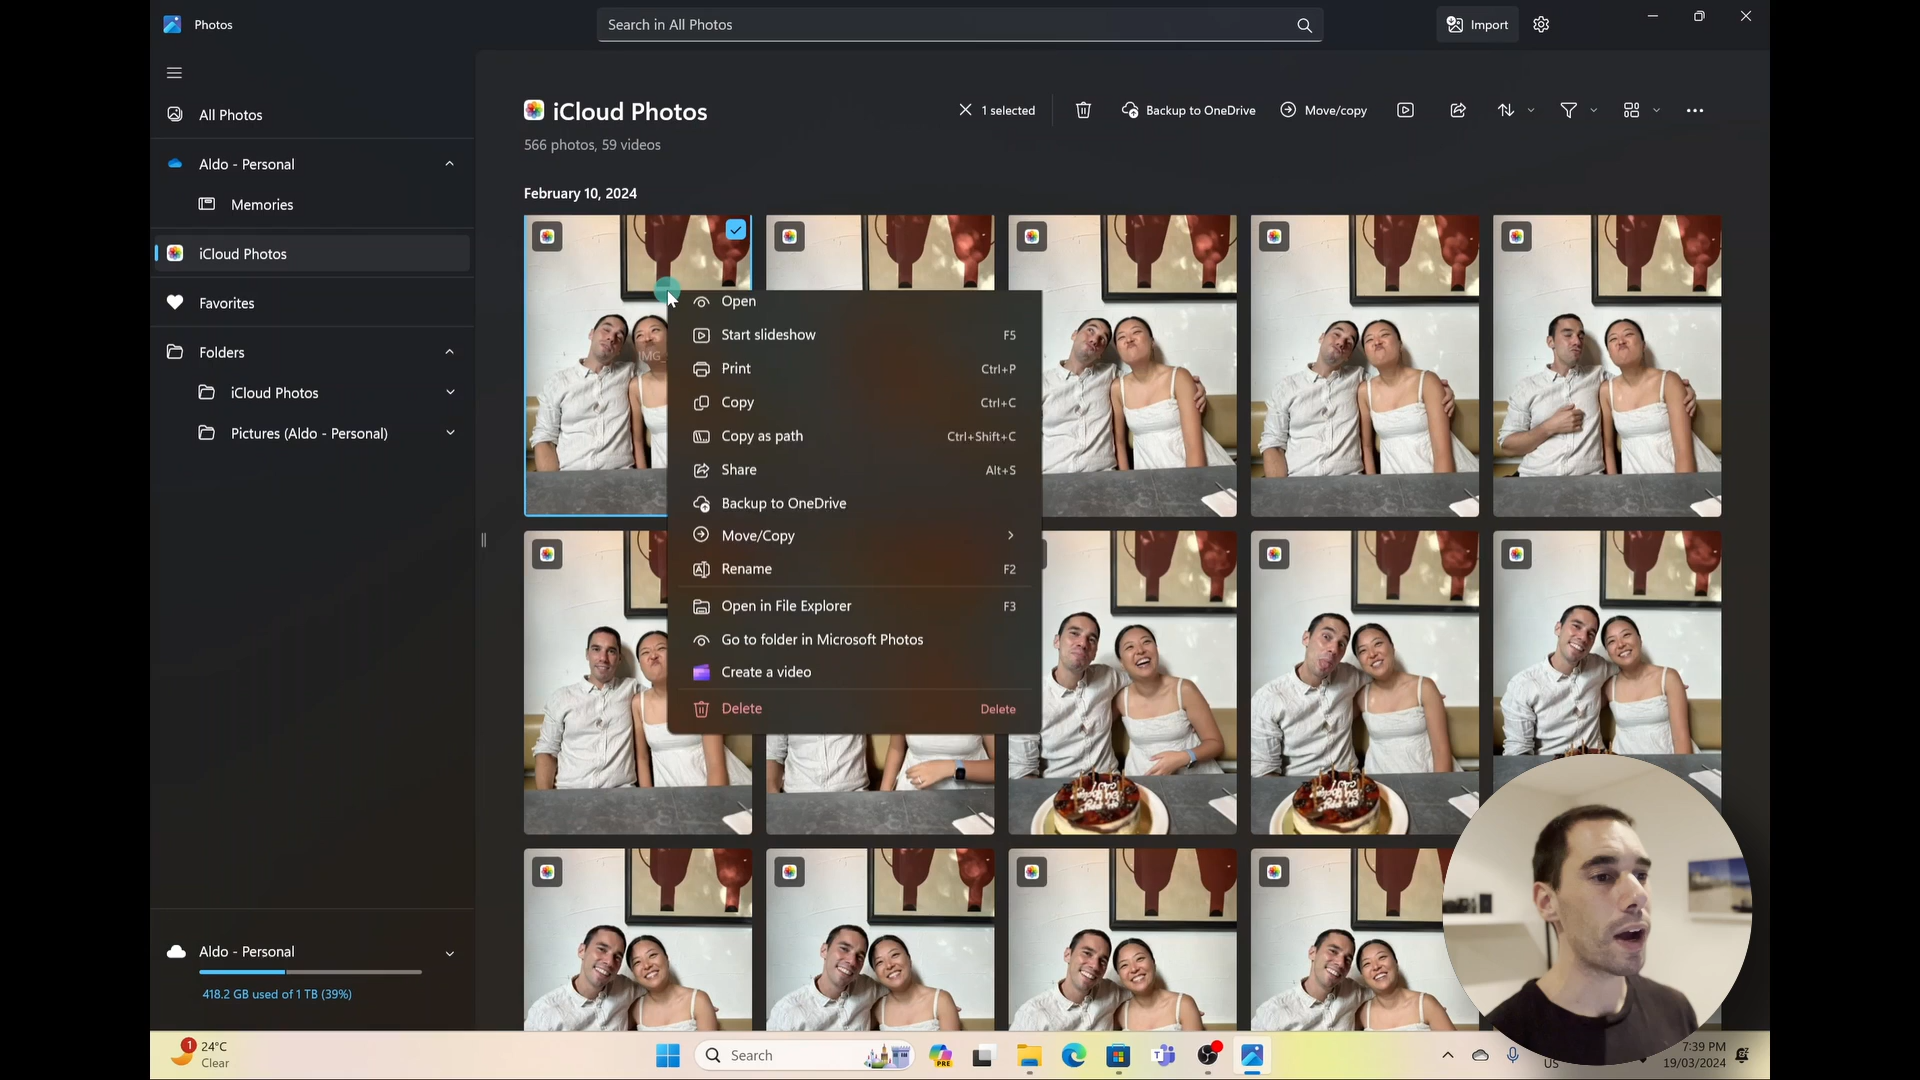 Photos
Search in All Photos
Import
All Photos
Aldo - Personal
Memories
iCloud Photos
Favorites
Folders
iCloud Photos
Pictures (Aldo - Personal)
Aldo - Personal
418.2 GB used of 1 TB (39%)
iCloud Photos
1 selected
Backup to OneDrive
Move/copy
566 photos, 59 videos
February 10, 2024
IMG
Open
Start slideshow F5
Print Ctrl+P
Copy Ctrl+C
Copy as path Ctrl+Shift+C
Share Alt+S
Backup to OneDrive
Move/Copy
Rename F2
Open in File Explorer F3
Go to folder in Microsoft Photos
Create a video
Delete Delete
1
24°C
Clear
Search
PRE
US
7:39 PM
19/03/2024